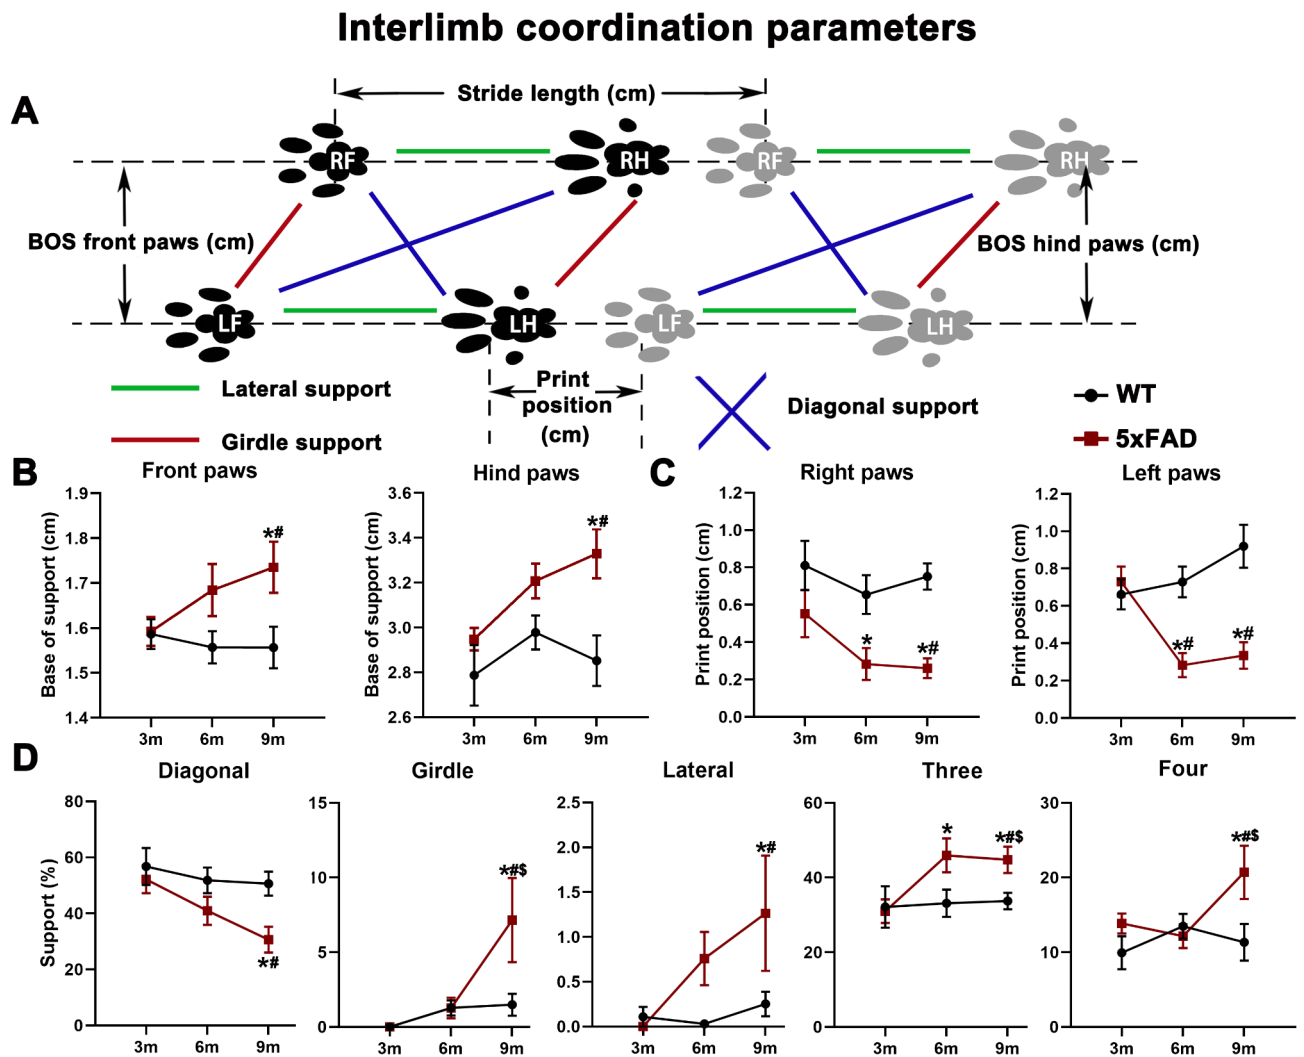 Interlimb coordination parameters
A
Stride length (cm)
RF
RH
RF
RH
BOS front paws (cm)
BOS hind paws (cm)
LF
LH
LF
LH
Print
position
(cm)
Lateral support
Girdle support
Diagonal support
WT
5xFAD
B
Front paws
Base of support (cm)
1.9
1.8
1.7
1.6
1.5
1.4
*#
3m 6m 9m
Hind paws
Base of support (cm)
3.6
3.4
3.2
3.0
2.8
2.6
*#
3m 6m 9m
C
Right paws
Print position (cm)
1.2
1.0
0.8
0.6
0.4
0.2
0.0
*
*#
3m 6m 9m
Left paws
Print position (cm)
1.2
1.0
0.8
0.6
0.4
0.2
0.0
*#
*#
3m 6m 9m
D
Diagonal
Support (%)
80
60
40
20
0
*#
3m 6m 9m
Girdle
15
10
5
0
*#$
3m 6m 9m
Lateral
2.5
2.0
1.5
1.0
0.5
0.0
*#
3m 6m 9m
Three
60
40
20
0
*
*#$
3m 6m 9m
Four
30
20
10
0
*#$
3m 6m 9m